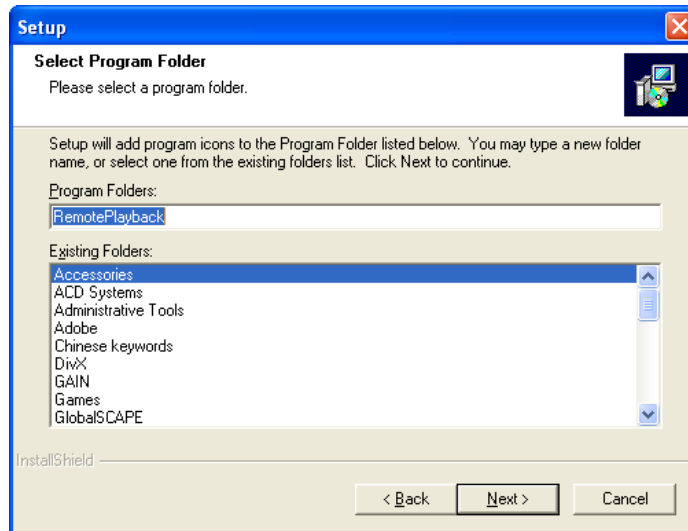 Setup
Select Program Folder
Please select a program folder.
Setup will add program icons to the Program Folder listed below. You may type a new folder
name, or select one from the existing folders list. Click Next to continue.
Program Folders:
RemotePlayback
Existing Folders:
Accessories
ACD Systems
Administrative Tools
Adobe
Chinese keywords
DivX
GAIN
Games
GlobalSCAPE
InstallShield
< Back
Next >
Cancel